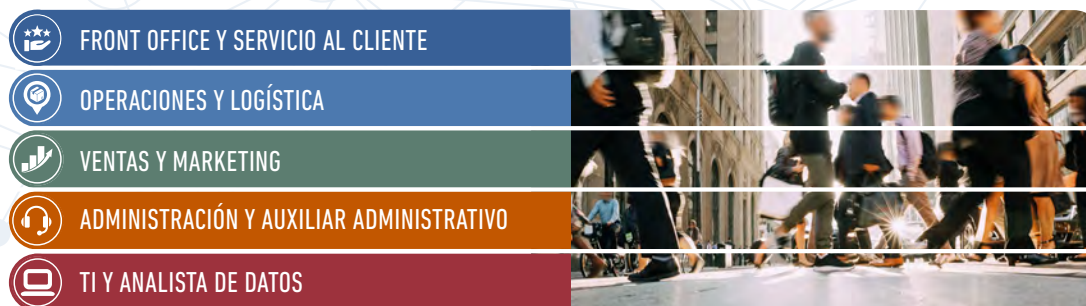 FRONT OFFICE Y SERVICIO AL CLIENTE
OPERACIONES Y LOGÍSTICA
VENTAS Y MARKETING
ADMINISTRACIÓN Y AUXILIAR ADMINISTRATIVO
TI Y ANALISTA DE DATOS